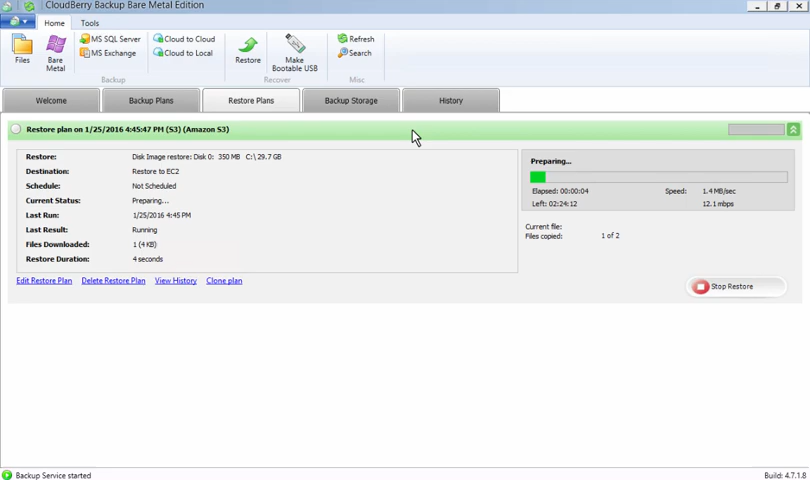 CloudBerry Backup Bare Metal Edition
Home
Tools
Files
Bare Metal
MS SQL Server
MS Exchange
Cloud to Cloud
Cloud to Local
Backup
Restore
Make Bootable USB
Recover
Refresh
Search
Misc
Welcome
Backup Plans
Restore Plans
Backup Storage
History
Restore plan on 1/25/2016 4:45:47 PM (S3) (Amazon S3)
Restore: Disk Image restore: Disk 0: 350 MB C:\ 29.7 GB
Destination: Restore to EC2
Schedule: Not Scheduled
Current Status: Preparing...
Last Run: 1/25/2016 4:45 PM
Last Result: Running
Files Downloaded: 1 (4 KB)
Restore Duration: 4 seconds
Edit Restore Plan
Delete Restore Plan
View History
Clone plan
Preparing...
Elapsed: 00:00:04 Speed: 1.4 MB/sec
Left: 02:24:12 12.1 mbps
Current file:
Files copied: 1 of 2
Stop Restore
Backup Service started
Build: 4.7.1.8